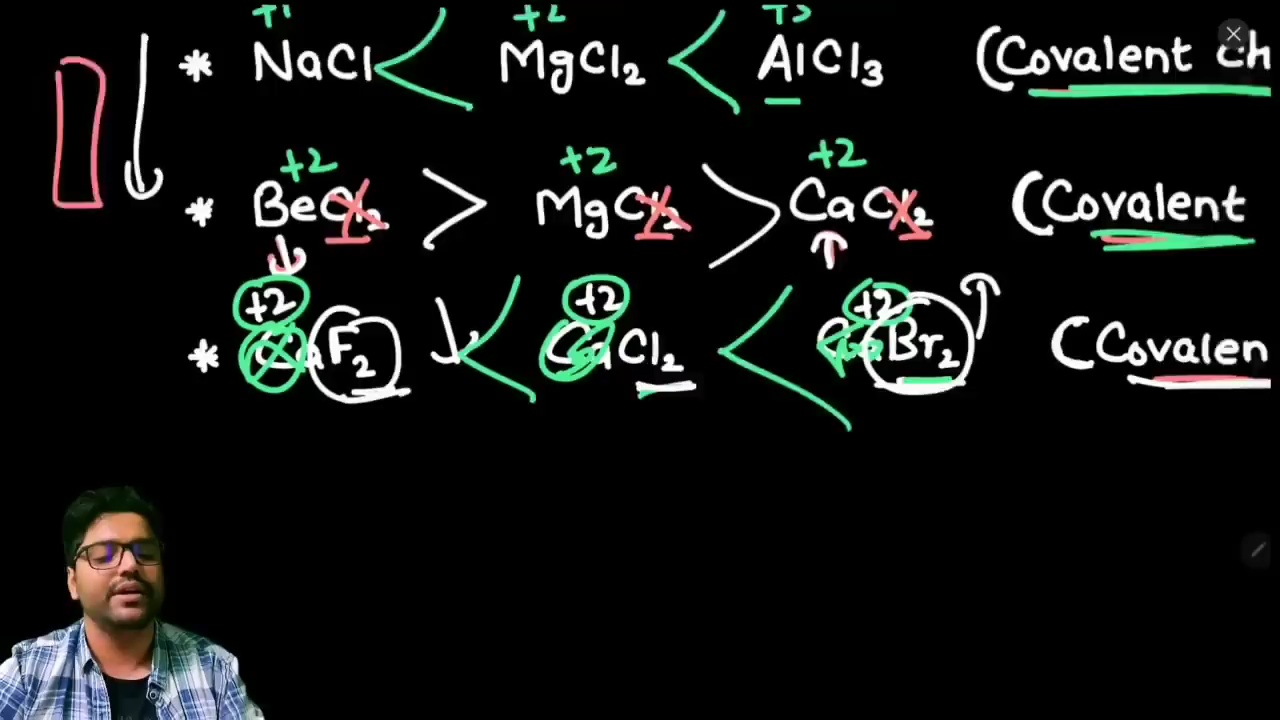 +1 +2 +3
* NaCl < MgCl2 < AlCl3 (Covalent Ch
+2 +2 +2
* BeCl2 > MgCl2 > CaCl2 (Covalent
+2 +2 +2
* CaF2 < CaCl2 < Br2 (Covalen